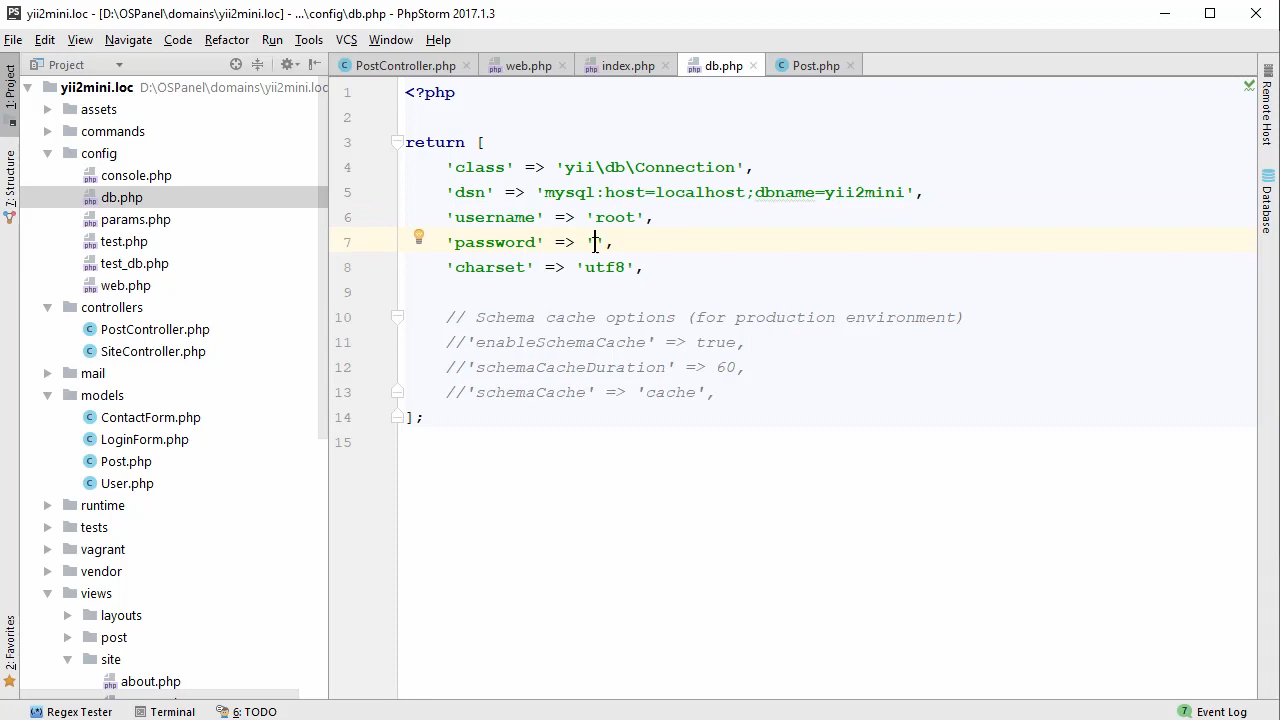 yii2mini.loc - [D:\OSPanel\domains\yii2mini.loc] - ...\config\db.php - PhpStorm 2017.1.3
File Edit View Navigate Code Refactor Run Tools VCS Window Help
Project
PostController.php
web.php
index.php
db.php
Post.php
1: Project
7: Structure
2: Favorites
Remote Host
Database
yii2mini.loc D:\OSPanel\domains\yii2mini.loc
assets
commands
config
console.php
db.php
params.php
test.php
test_db.php
web.php
controllers
PostController.php
SiteController.php
mail
models
ContactForm.php
LoginForm.php
Post.php
User.php
runtime
tests
vagrant
vendor
views
layouts
post
site
about.php
1 <?php
2
3 return [
4 'class' => 'yii\db\Connection',
5 'dsn' => 'mysql:host=localhost;dbname=yii2mini',
6 'username' => 'root',
7 'password' => '',
8 'charset' => 'utf8',
9
10 // Schema cache options (for production environment)
11 //'enableSchemaCache' => true,
12 //'schemaCacheDuration' => 60,
13 //'schemaCache' => 'cache',
14 ];
15
Regex Tester Terminal 6: TODO 7 Event Log